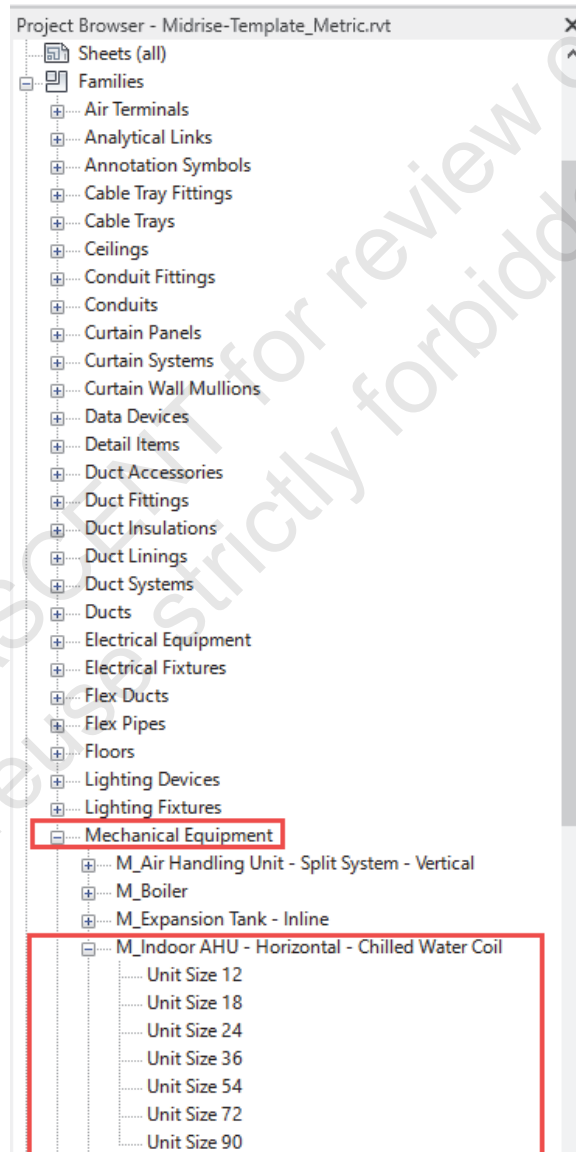 Project Browser - Midrise-Template_Metric.rvt
Sheets (all)
Families
Air Terminals
Analytical Links
Annotation Symbols
Cable Tray Fittings
Cable Trays
Ceilings
Conduit Fittings
Conduits
Curtain Panels
Curtain Systems
Curtain Wall Mullions
Data Devices
Detail Items
Duct Accessories
Duct Fittings
Duct Insulations
Duct Linings
Duct Systems
Ducts
Electrical Equipment
Electrical Fixtures
Flex Ducts
Flex Pipes
Floors
Lighting Devices
Lighting Fixtures
Mechanical Equipment
M_Air Handling Unit - Split System - Vertical
M_Boiler
M_Expansion Tank - Inline
M_Indoor AHU - Horizontal - Chilled Water Coil
Unit Size 12
Unit Size 18
Unit Size 24
Unit Size 36
Unit Size 54
Unit Size 72
Unit Size 90
ASCENT for review
strictly